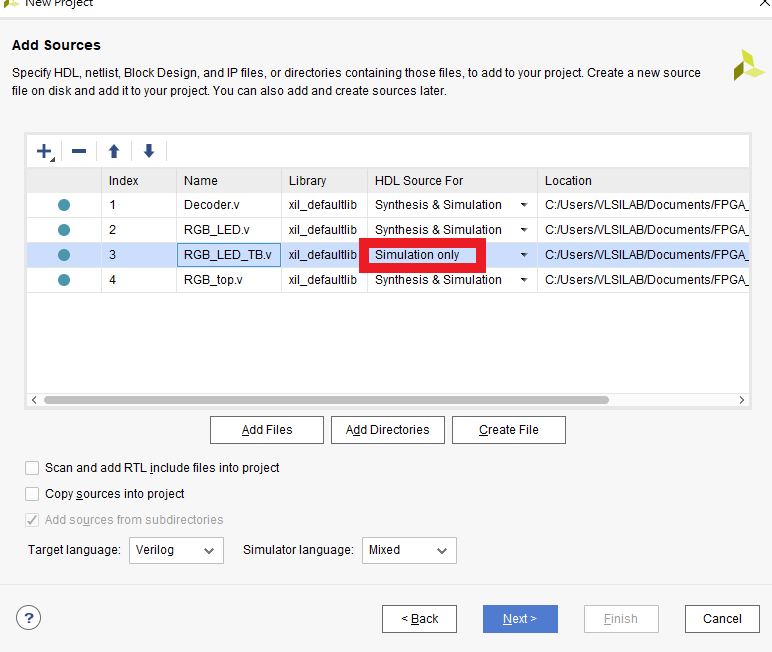 New Project
Add Sources
Specify HDL, netlist, Block Design, and IP files, or directories containing those files, to add to your project. Create a new source
file on disk and add it to your project. You can also add and create sources later.
Index Name Library HDL Source For Location
1 Decoder.v xil_defaultlib Synthesis & Simulation C:/Users/VLSILAB/Documents/FPGA_
2 RGB_LED.v xil_defaultlib Synthesis & Simulation C:/Users/VLSILAB/Documents/FPGA_
3 RGB_LED_TB.v xil_defaultlib Simulation only C:/Users/VLSILAB/Documents/FPGA_
4 RGB_top.v xil_defaultlib Synthesis & Simulation C:/Users/VLSILAB/Documents/FPGA_
Add Files Add Directories Create File
Scan and add RTL include files into project
Copy sources into project
Add sources from subdirectories
Target language: Verilog Simulator language: Mixed
? < Back Next > Finish Cancel